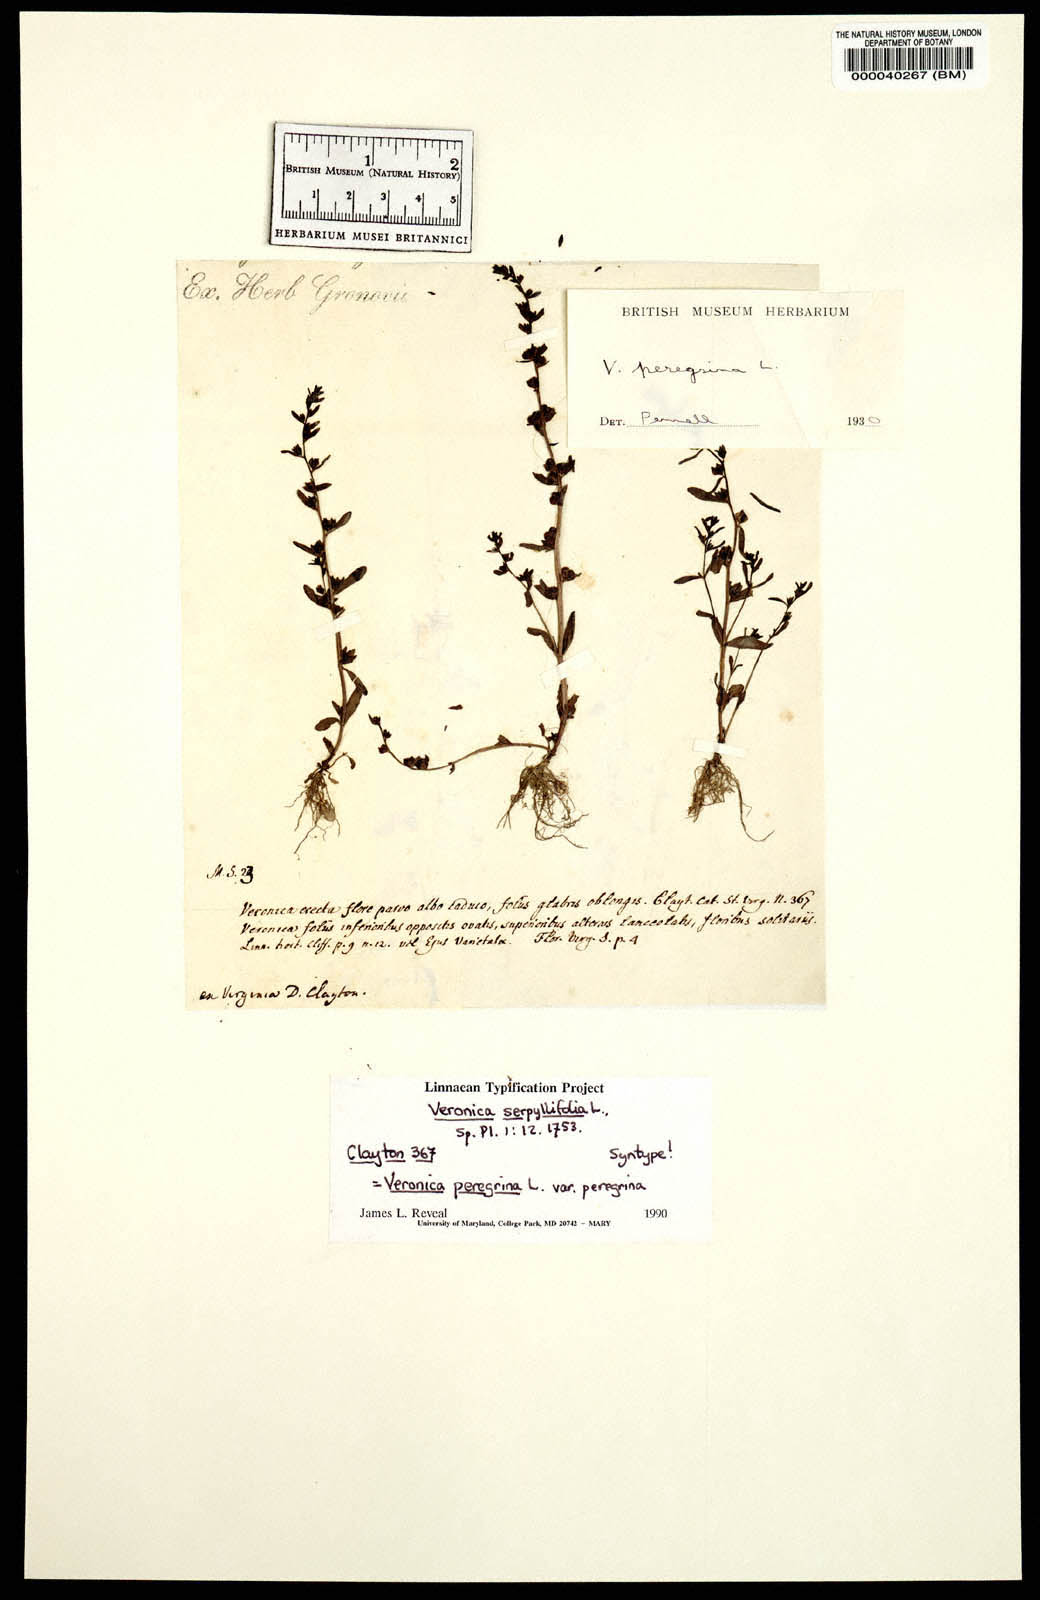 THE NATURAL HISTORY MUSEUM, LONDON
DEPARTMENT OF BOTANY
000040267 (BM)
1 2
BRITISH MUSEUM (NATURAL HISTORY)
1 2 3 4 5
HERBARIUM MUSEI BRITANNICI
Ex. Herb Gronovii -
BRITISH MUSEUM HERBARIUM
V. peregrina L.
DET. Pennell 1930
M.S. 23
Veronica erecta flore parvo albo caduco, foliis glabris oblongis. Clayt. Cat. St. Virg. N. 367
Veronica foliis inferioribus oppositis ovatis, superioribus alternis lanceolatis, floribus solitariis.
Linn. hort. Cliff. p. 9 n. 12. vel Ejus Varietates. Flor. Virg. 3. p. 4
ex Virginia D. Clayton.
Linnaean Typification Project
Veronica serpyllifolia L.,
Sp. Pl. 1: 12. 1753.
Clayton 367 Syntype!
= Veronica peregrina L. var. peregrina
James L. Reveal 1990
University of Maryland, College Park, MD 20742 - MARY